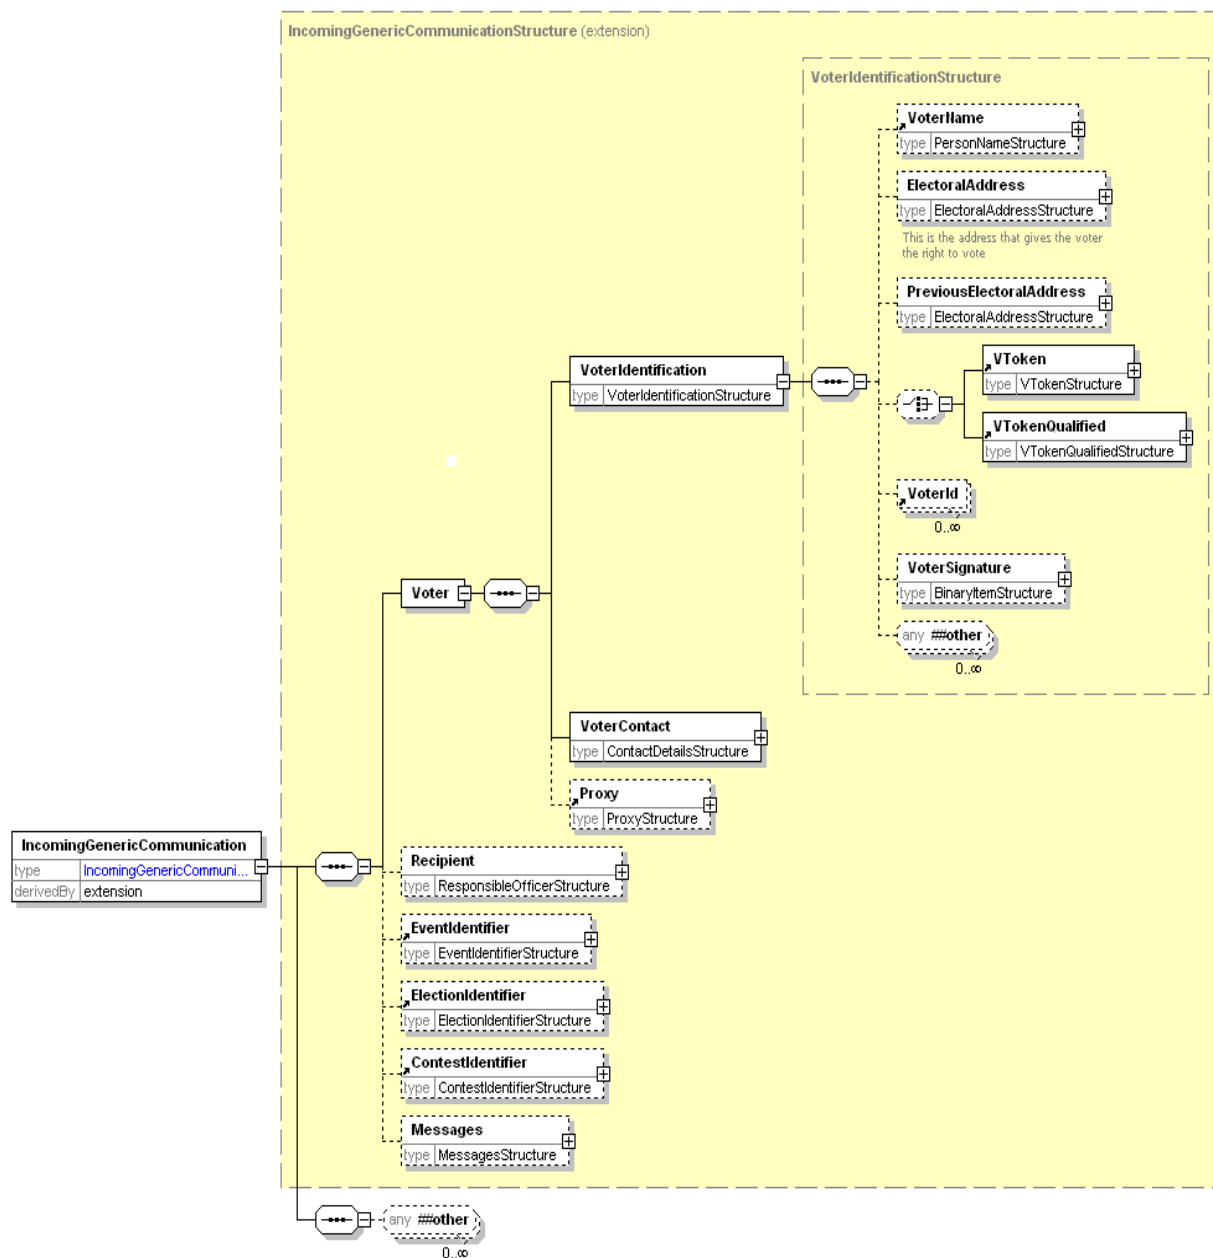 IncomingGenericCommunicationStructure (extension)
VoterIdentificationStructure
VoterName
type PersonNameStructure
ElectoralAddress
type ElectoralAddressStructure
This is the address that gives the voter
the right to vote
PreviousElectoralAddress
type ElectoralAddressStructure
VToken
type VTokenStructure
VoterIdentification
type VoterIdentificationStructure
VTokenQualified
type VTokenQualifiedStructure
VoterId
0..∞
VoterSignature
type BinaryItemStructure
Voter
any ##other
0..∞
VoterContact
type ContactDetailsStructure
Proxy
type ProxyStructure
IncomingGenericCommunication
type IncomingGenericCommuni...
derivedBy extension
Recipient
type ResponsibleOfficerStructure
EventIdentifier
type EventIdentifierStructure
ElectionIdentifier
type ElectionIdentifierStructure
ContestIdentifier
type ContestIdentifierStructure
Messages
type MessagesStructure
any ##other
0..∞